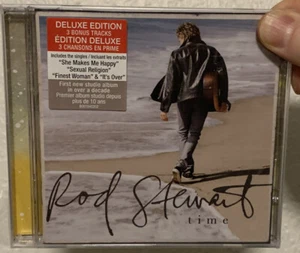 DELUXE EDITION
3 BONUS TRACKS
ÉDITION DELUXE
3 CHANSONS EN PRIME
Includes the singles / Incluant les extraits
"She Makes Me Happy"
"Sexual Religion"
"Finest Woman" & "It's Over"
First new studio album
in over a decade
Premier album studio depuis
plus de 10 ans
Rod Stewart
time